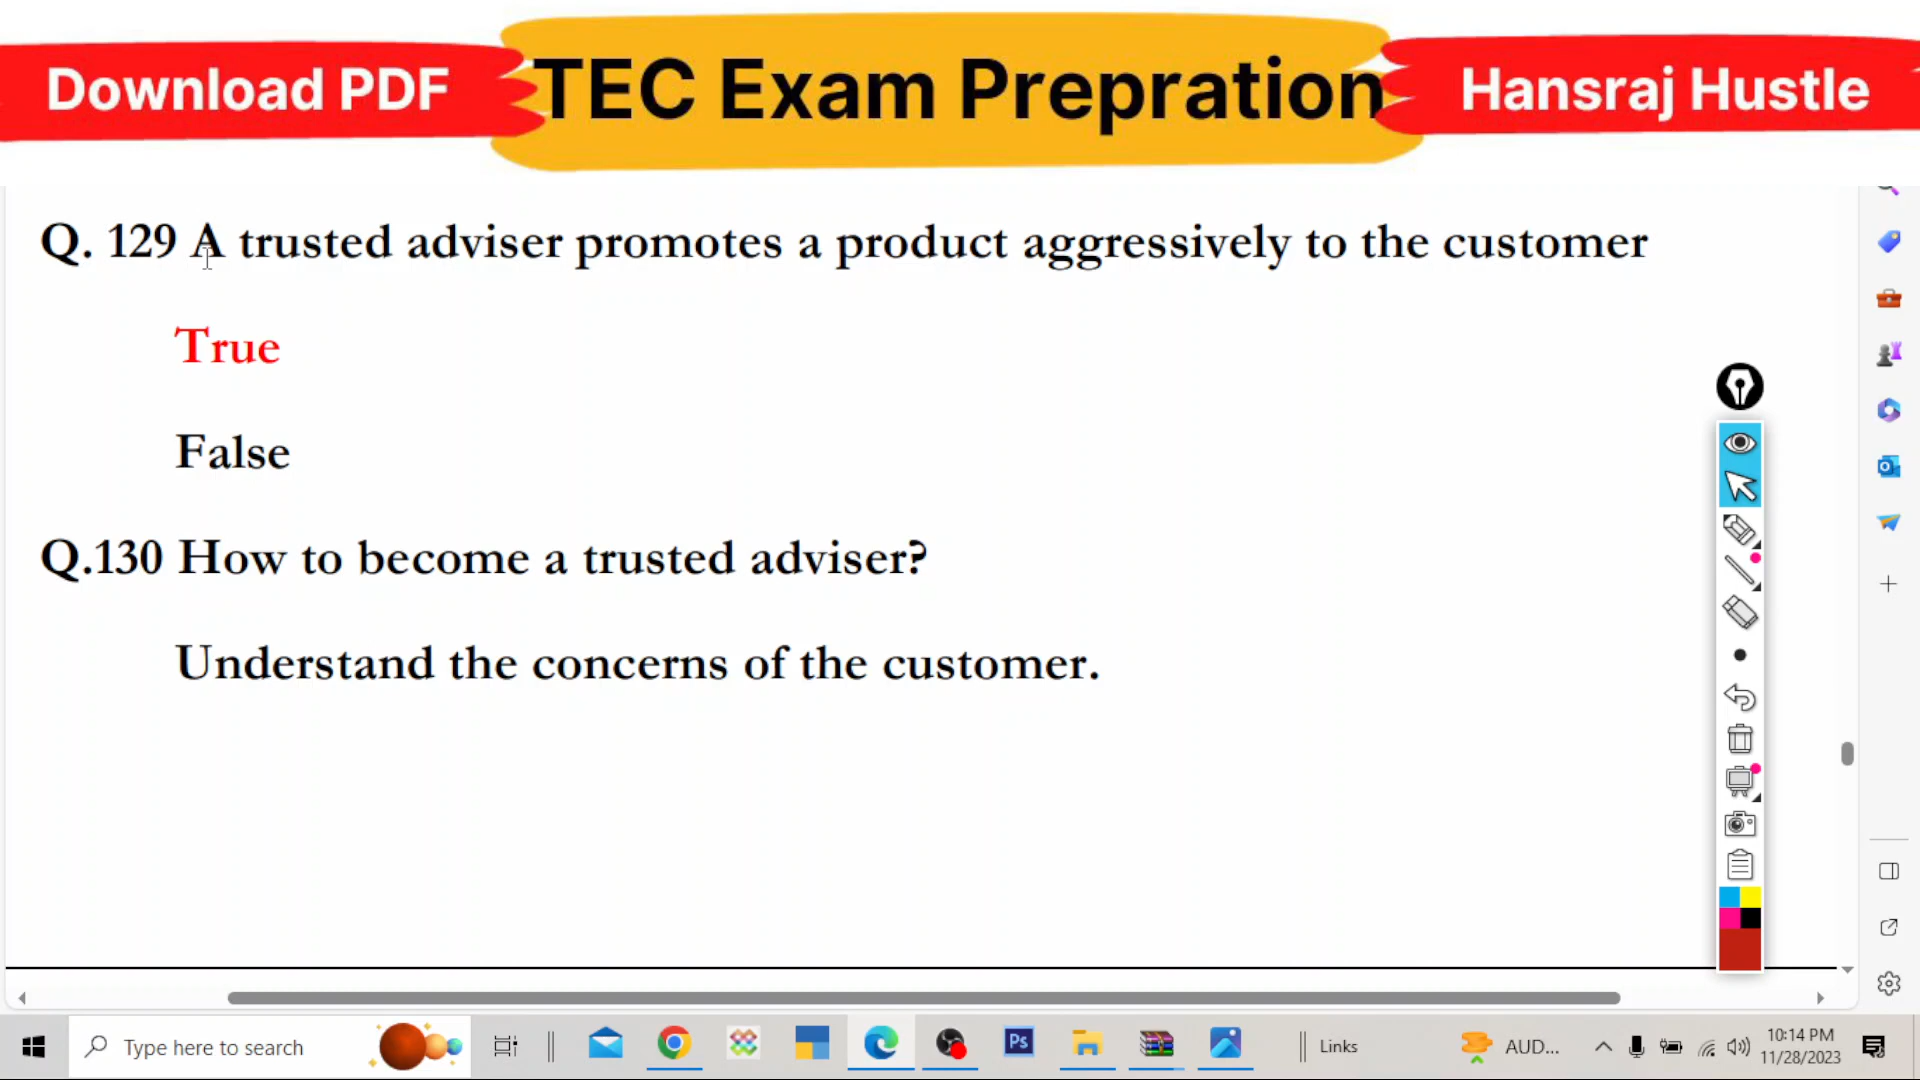 Download PDF
TEC Exam Prepration
Hansraj Hustle
Q. 129 A trusted adviser promotes a product aggressively to the customer
True
False
Q.130 How to become a trusted adviser?
Understand the concerns of the customer.
Type here to search
Ps
Links
AUD...
10:14 PM
11/28/2023